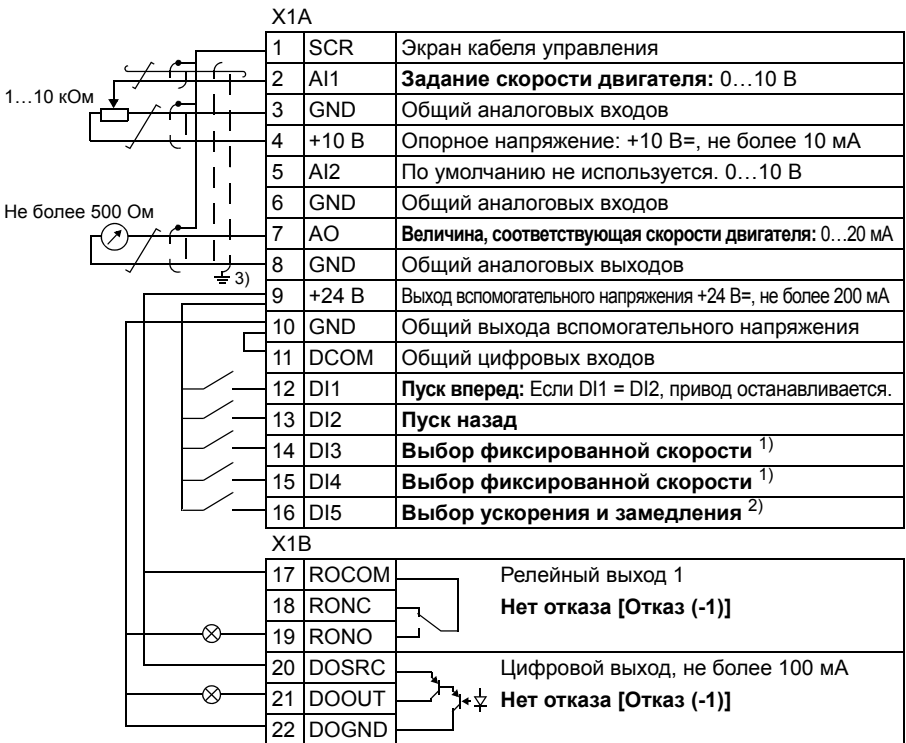 X1A
1 SCR Экран кабеля управления
2 AI1 Задание скорости двигателя: 0…10 В
1…10 кОм
3 GND Общий аналоговых входов
4 +10 В Опорное напряжение: +10 В=, не более 10 мА
5 AI2 По умолчанию не используется. 0…10 В
6 GND Общий аналоговых входов
Не более 500 Ом
7 AO Величина, соответствующая скорости двигателя: 0…20 мА
8 GND Общий аналоговых выходов
3)
9 +24 В Выход вспомогательного напряжения +24 В=, не более 200 мА
10 GND Общий выхода вспомогательного напряжения
11 DCOM Общий цифровых входов
12 DI1 Пуск вперед: Если DI1 = DI2, привод останавливается.
13 DI2 Пуск назад
14 DI3 Выбор фиксированной скорости 1)
15 DI4 Выбор фиксированной скорости 1)
16 DI5 Выбор ускорения и замедления 2)
X1B
17 ROCOM Релейный выход 1
18 RONC Нет отказа [Отказ (-1)]
19 RONO
20 DOSRC Цифровой выход, не более 100 мА
21 DOOUT Нет отказа [Отказ (-1)]
22 DOGND